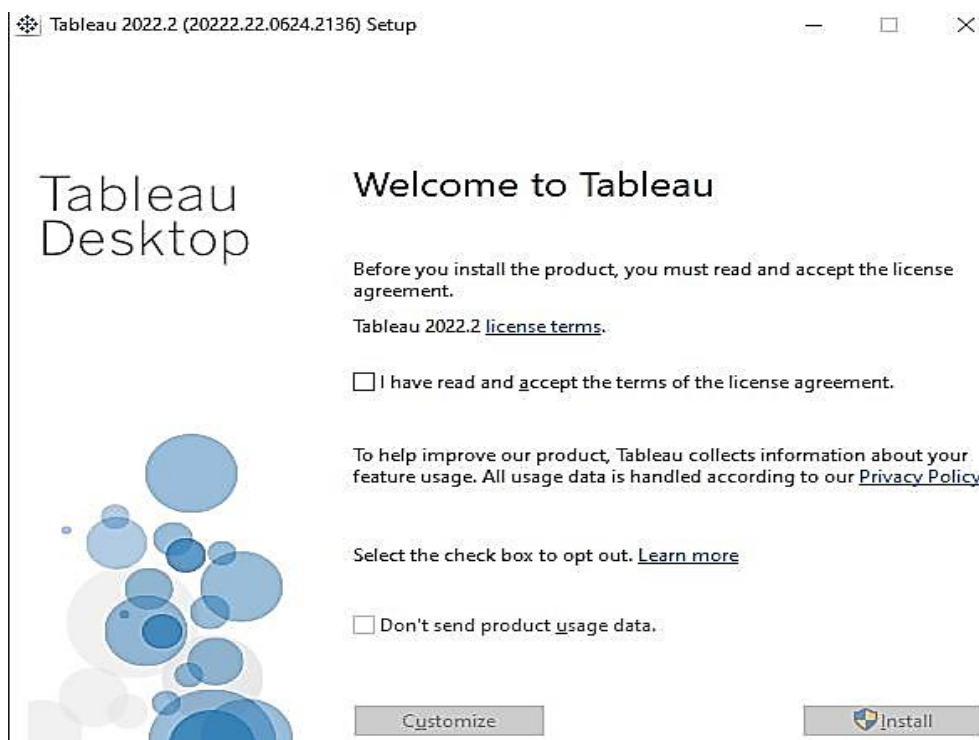 Tableau 2022.2 (20222.22.0624.2136) Setup
Tableau
Desktop
Welcome to Tableau
Before you install the product, you must read and accept the license
agreement.
Tableau 2022.2 license terms.
I have read and accept the terms of the license agreement.
To help improve our product, Tableau collects information about your
feature usage. All usage data is handled according to our Privacy Policy
Select the check box to opt out. Learn more
Don't send product usage data.
Customize
Install